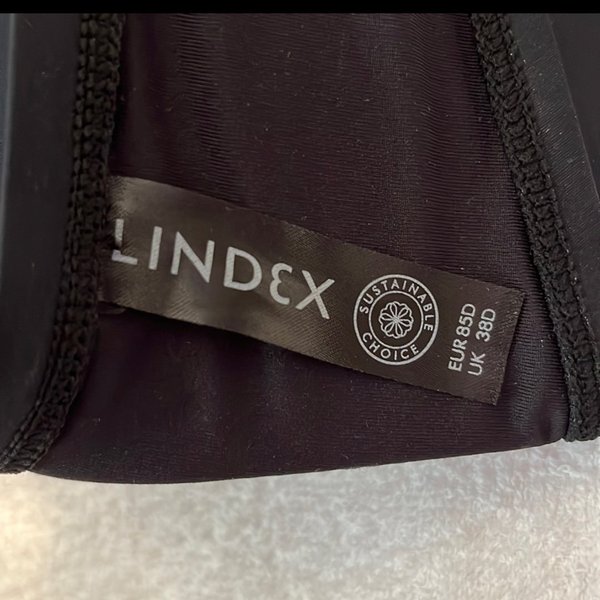 LINDEX
SUSTAINABLE
CHOICE
EUR 85D
UK 38D